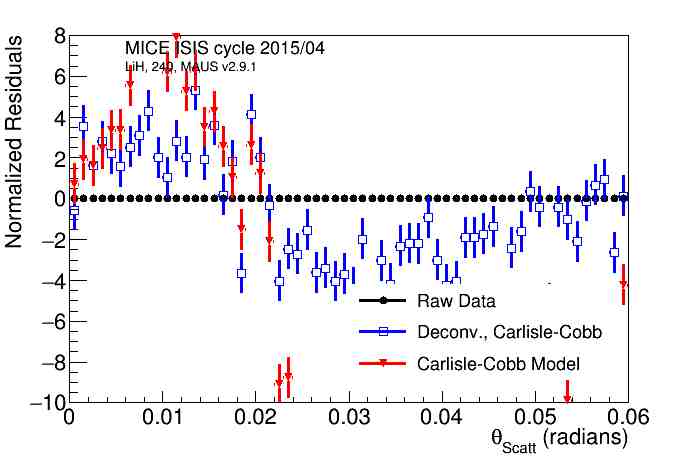 Normalized Residuals
8
6
4
2
0
−2
−4
−6
−8
−10
MICE ISIS cycle 2015/04
LiH, 240, MAUS v2.9.1
Raw Data
Deconv., Carlisle-Cobb
Carlisle-Cobb Model
0 0.01 0.02 0.03 0.04 0.05 0.06
θScatt (radians)